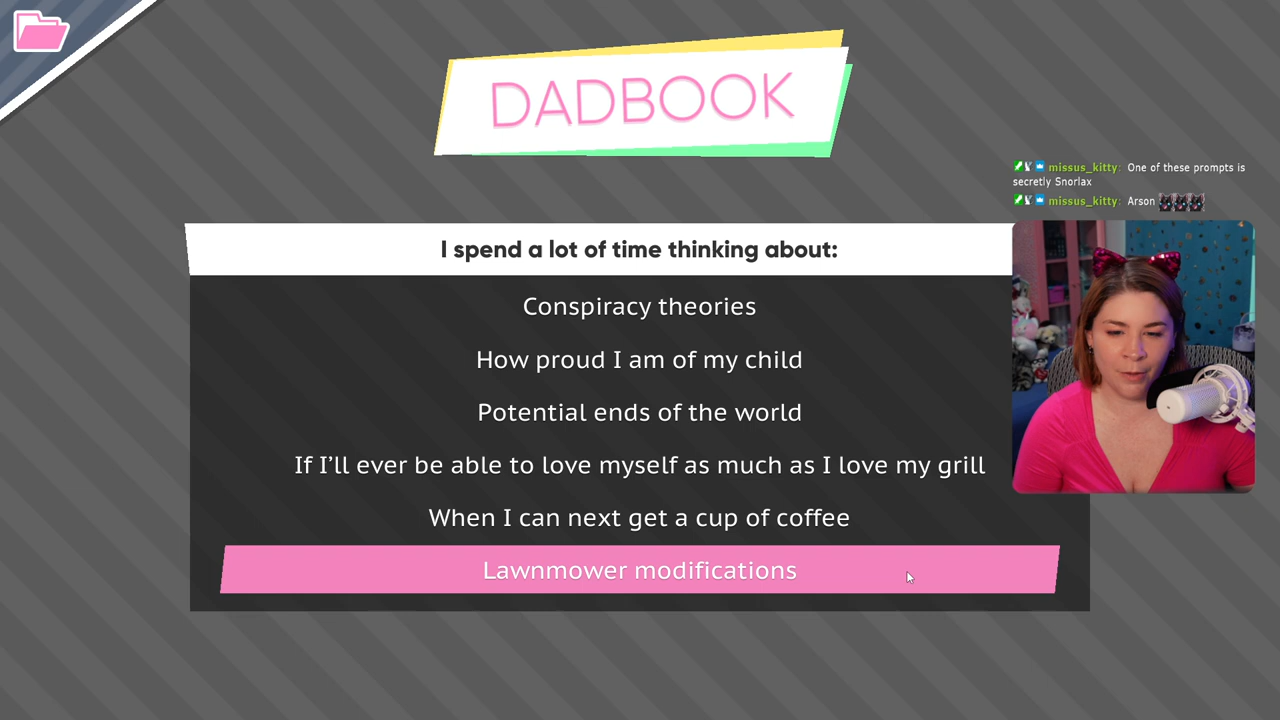 DADBOOK
missus_kitty: One of these prompts is
secretly Snorlax
missus_kitty: Arson
I spend a lot of time thinking about:
Conspiracy theories
How proud I am of my child
Potential ends of the world
If I’ll ever be able to love myself as much as I love my grill
When I can next get a cup of coffee
Lawnmower modifications